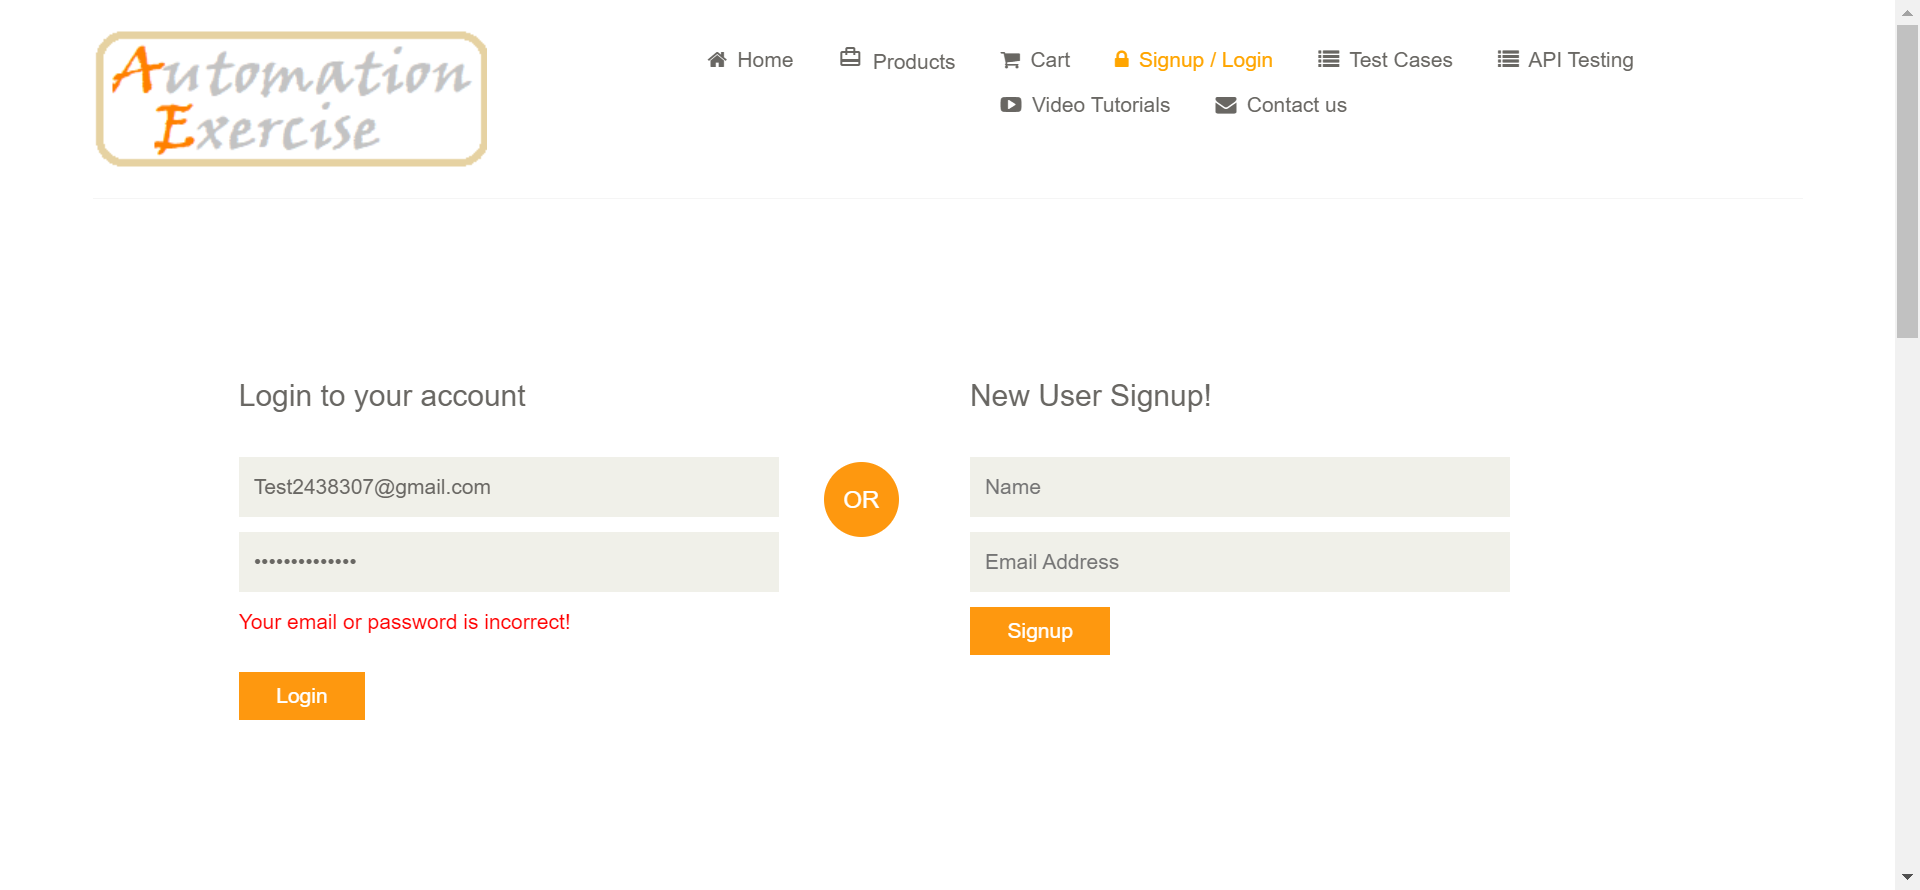 Automation
Exercise
Home
Products
Cart
Signup / Login
Test Cases
API Testing
Video Tutorials
Contact us
Login to your account
New User Signup!
Test2438307@gmail.com
OR
Name
••••••••••••••
Email Address
Your email or password is incorrect!
Signup
Login